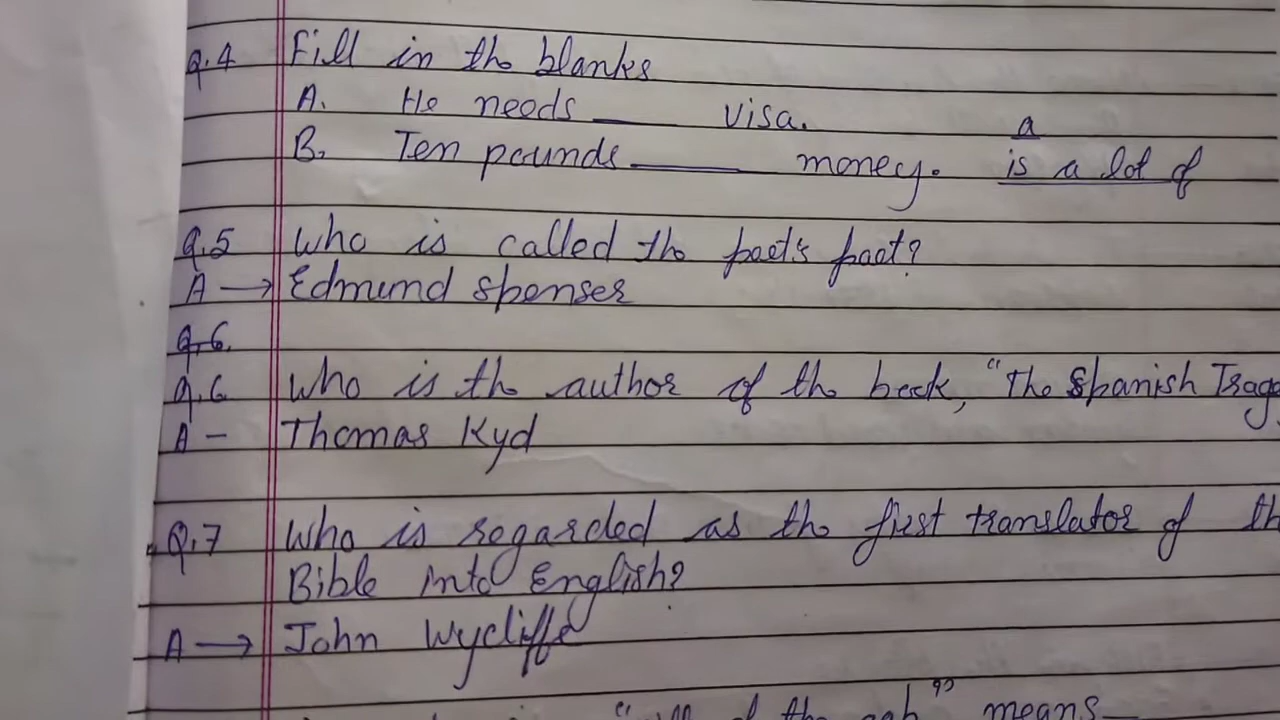 Q.4 Fill in the blanks
A. He needs ___ visa. a
B. Ten pounds ___ money. is a lot of
Q.5 Who is called the poet's poet?
A → Edmund Spenser
Q.6.
Q.6 Who is the author of the book, "The Spanish Trage
A - Thomas Kyd
Q.7 Who is regarded as the first translator of th
Bible into English?
A → John Wycliffe
means